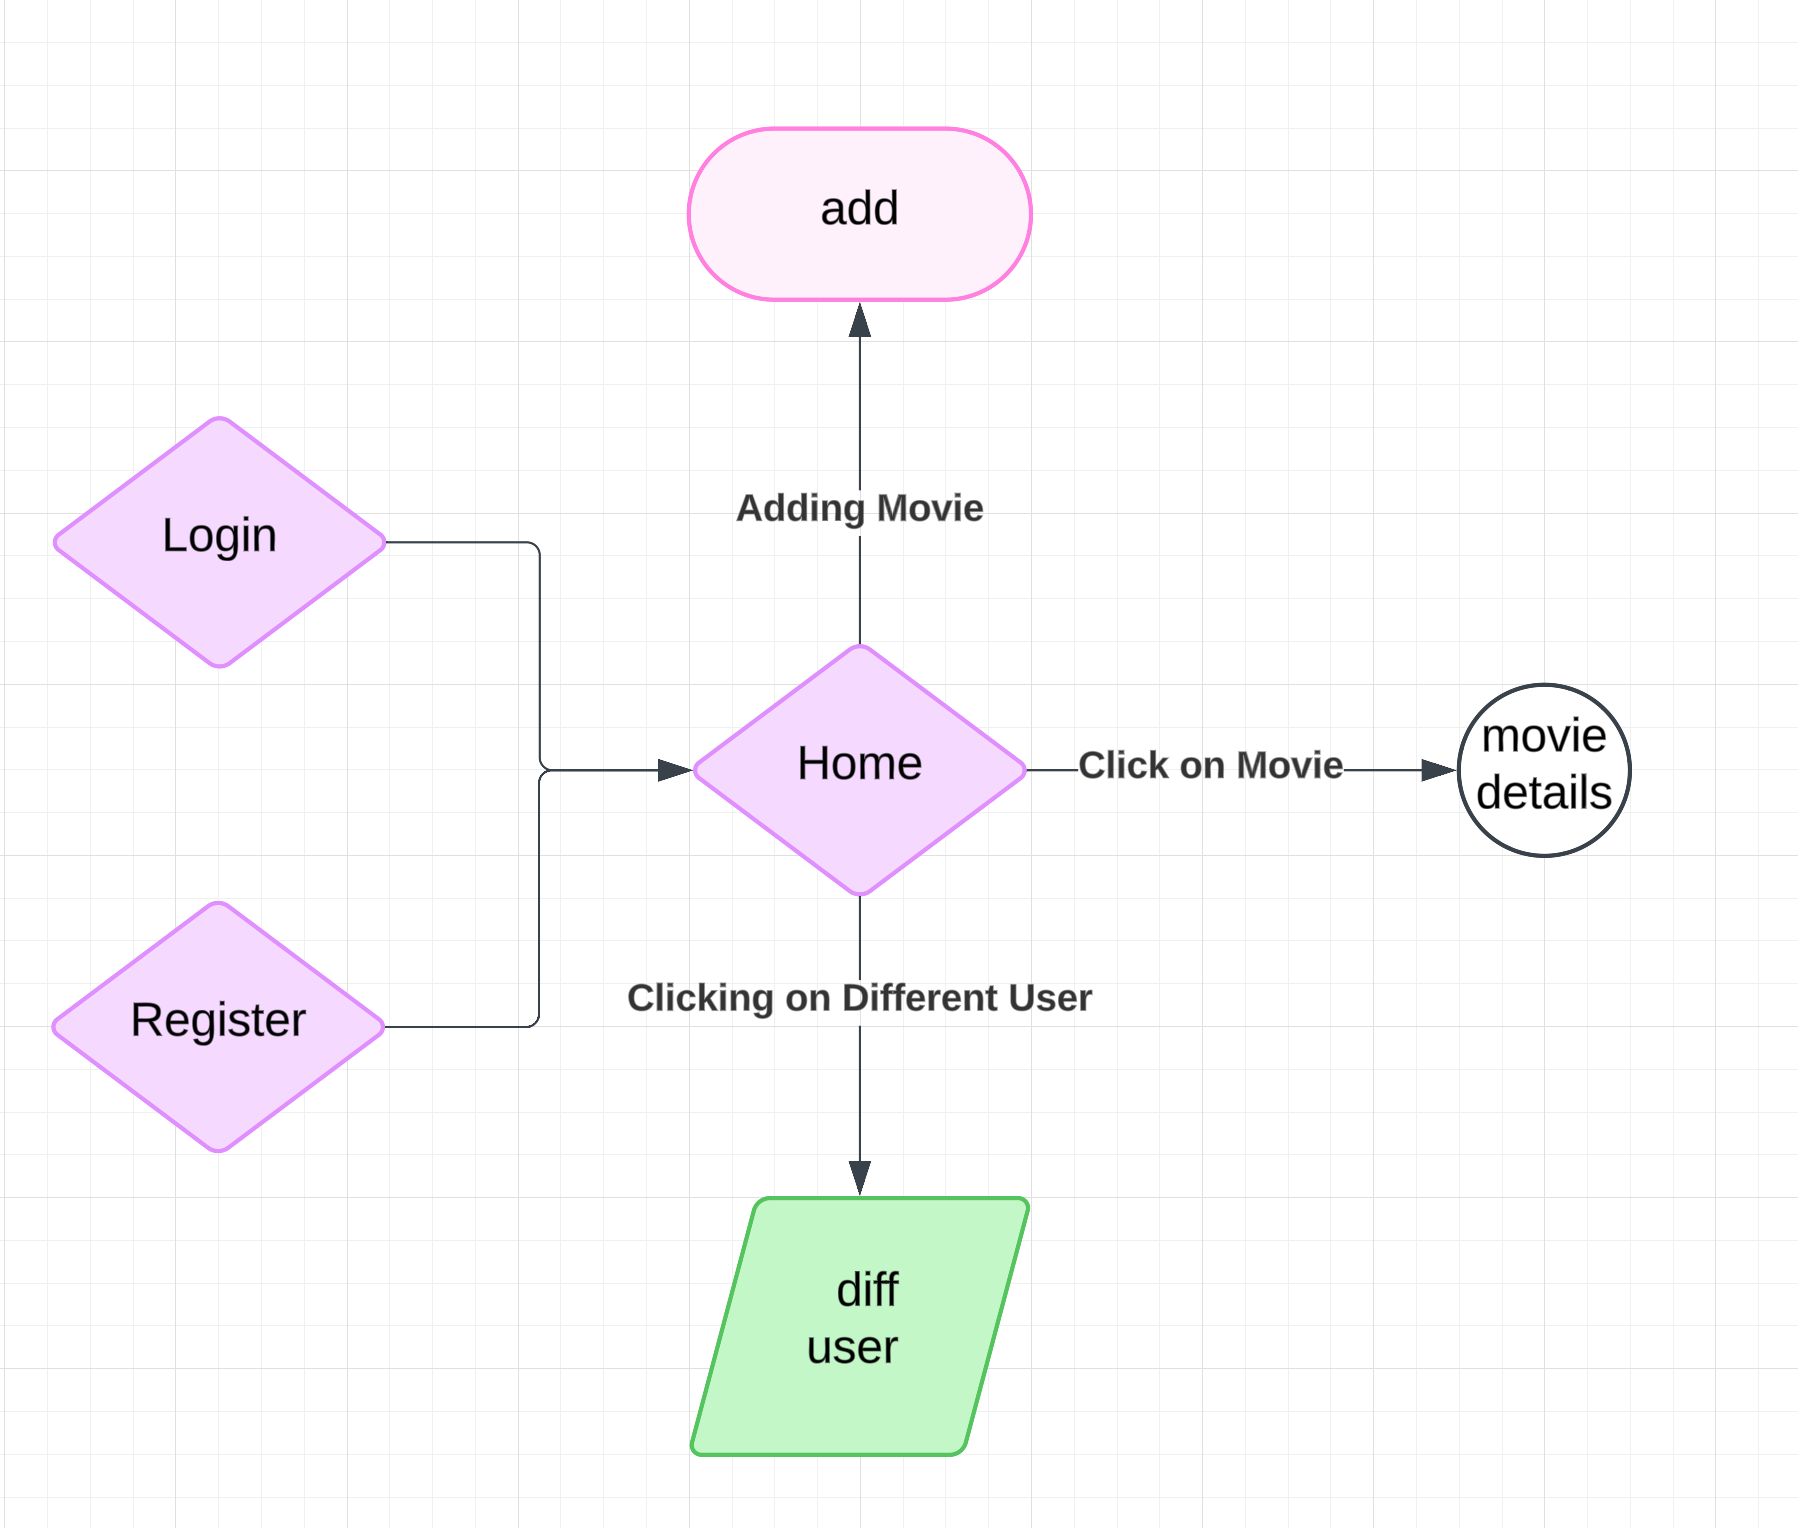 add
Adding Movie
Login
Home
Click on Movie
movie
details
Register
Clicking on Different User
diff
user